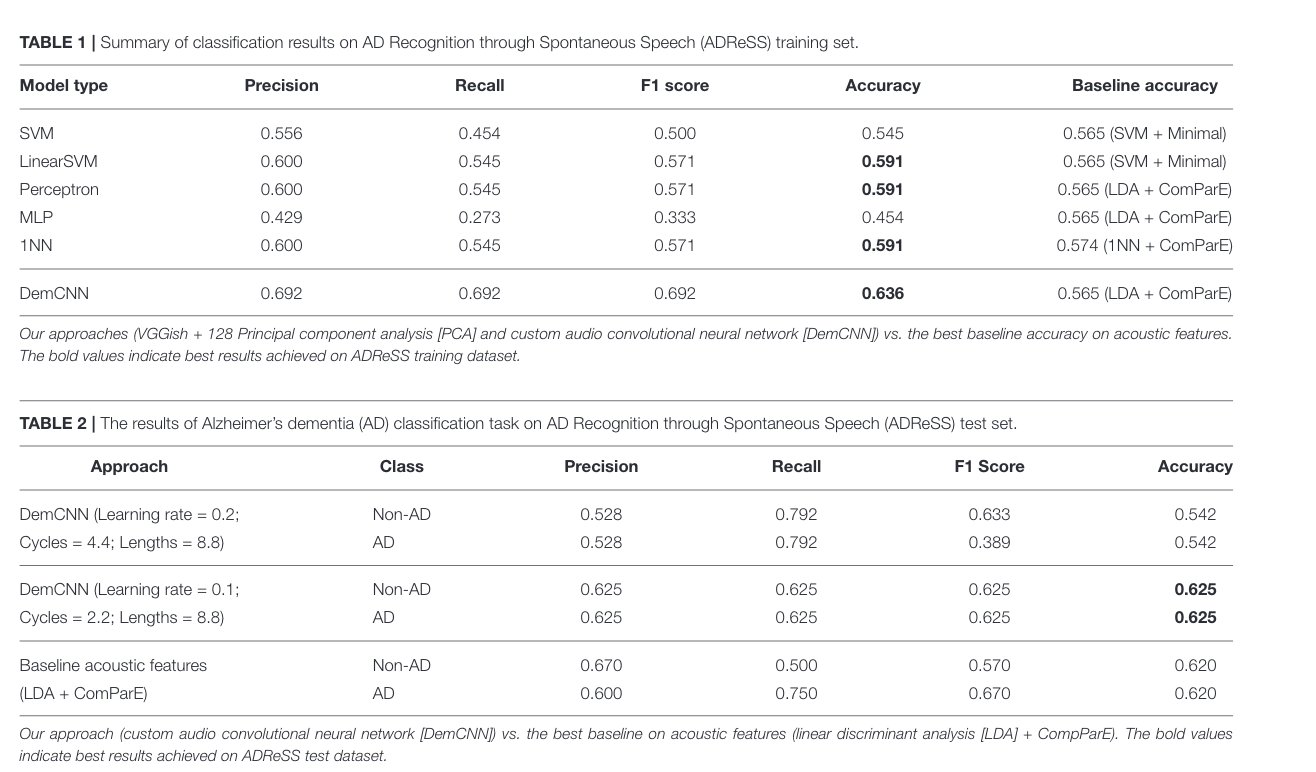 TABLE 1 | Summary of classification results on AD Recognition through Spontaneous Speech (ADReSS) training set.
Model type Precision Recall F1 score Accuracy Baseline accuracy
SVM 0.556 0.454 0.500 0.545 0.565 (SVM + Minimal)
LinearSVM 0.600 0.545 0.571 0.591 0.565 (SVM + Minimal)
Perceptron 0.600 0.545 0.571 0.591 0.565 (LDA + ComParE)
MLP 0.429 0.273 0.333 0.454 0.565 (LDA + ComParE)
1NN 0.600 0.545 0.571 0.591 0.574 (1NN + ComParE)
DemCNN 0.692 0.692 0.692 0.636 0.565 (LDA + ComParE)
Our approaches (VGGish + 128 Principal component analysis [PCA] and custom audio convolutional neural network [DemCNN]) vs. the best baseline accuracy on acoustic features.
The bold values indicate best results achieved on ADReSS training dataset.
TABLE 2 | The results of Alzheimer's dementia (AD) classification task on AD Recognition through Spontaneous Speech (ADReSS) test set.
Approach Class Precision Recall F1 Score Accuracy
DemCNN (Learning rate = 0.2; Non-AD 0.528 0.792 0.633 0.542
Cycles = 4.4; Lengths = 8.8) AD 0.528 0.792 0.389 0.542
DemCNN (Learning rate = 0.1; Non-AD 0.625 0.625 0.625 0.625
Cycles = 2.2; Lengths = 8.8) AD 0.625 0.625 0.625 0.625
Baseline acoustic features Non-AD 0.670 0.500 0.570 0.620
(LDA + ComParE) AD 0.600 0.750 0.670 0.620
Our approach (custom audio convolutional neural network [DemCNN]) vs. the best baseline on acoustic features (linear discriminant analysis [LDA] + CompParE). The bold values
indicate best results achieved on ADReSS test dataset.